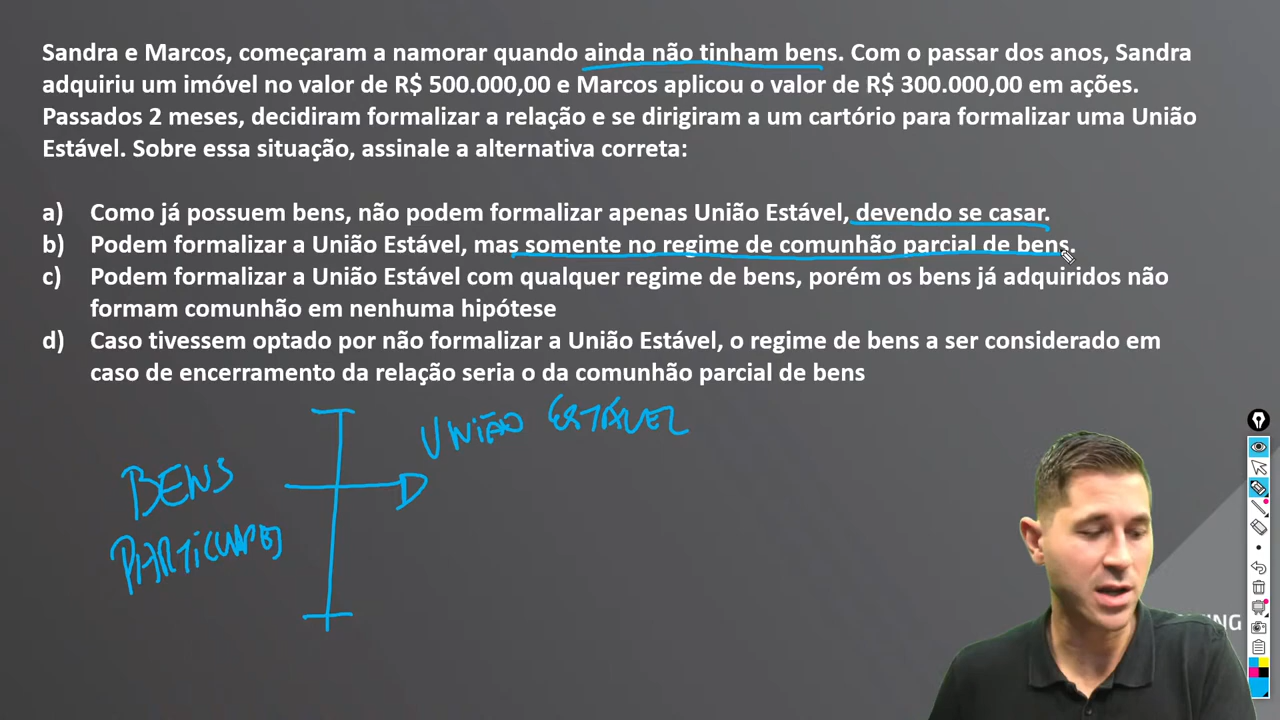 Sandra e Marcos, começaram a namorar quando ainda não tinham bens. Com o passar dos anos, Sandra
adquiriu um imóvel no valor de R$ 500.000,00 e Marcos aplicou o valor de R$ 300.000,00 em ações.
Passados 2 meses, decidiram formalizar a relação e se dirigiram a um cartório para formalizar uma União
Estável. Sobre essa situação, assinale a alternativa correta:
a) Como já possuem bens, não podem formalizar apenas União Estável, devendo se casar.
b) Podem formalizar a União Estável, mas somente no regime de comunhão parcial de bens.
c) Podem formalizar a União Estável com qualquer regime de bens, porém os bens já adquiridos não
formam comunhão em nenhuma hipótese
d) Caso tivessem optado por não formalizar a União Estável, o regime de bens a ser considerado em
caso de encerramento da relação seria o da comunhão parcial de bens
UNIÃO ESTÁVEL
BENS
PARTICULARES
ING